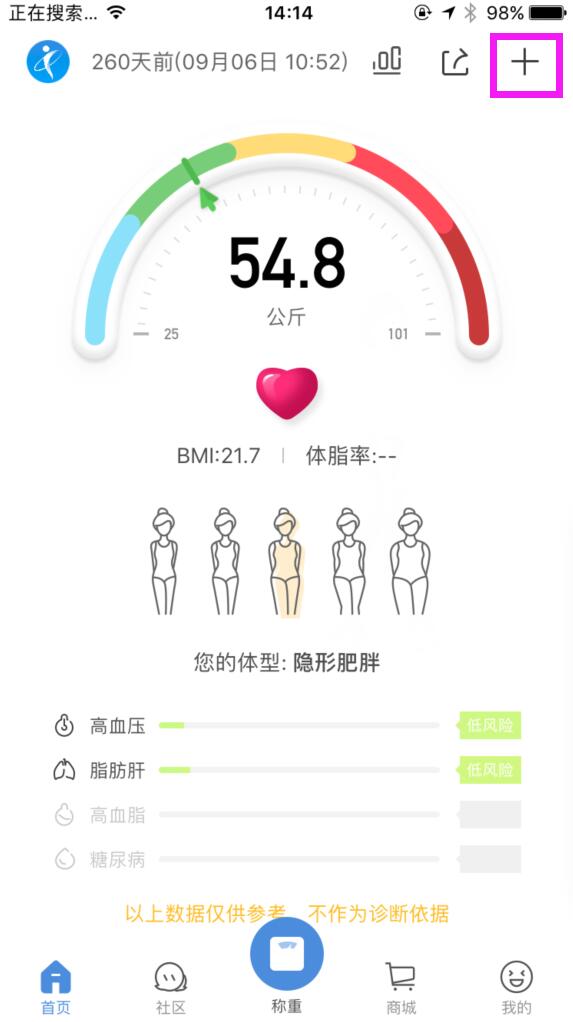 正在搜索... 14:14 98%
260天前(09月06日 10:52)
54.8
公斤
25 101
BMI:21.7 体脂率:--
您的体型: 隐形肥胖
高血压 低风险
脂肪肝 低风险
高血脂
糖尿病
以上数据仅供参考，不作为诊断依据
首页 社区 称重 商城 我的